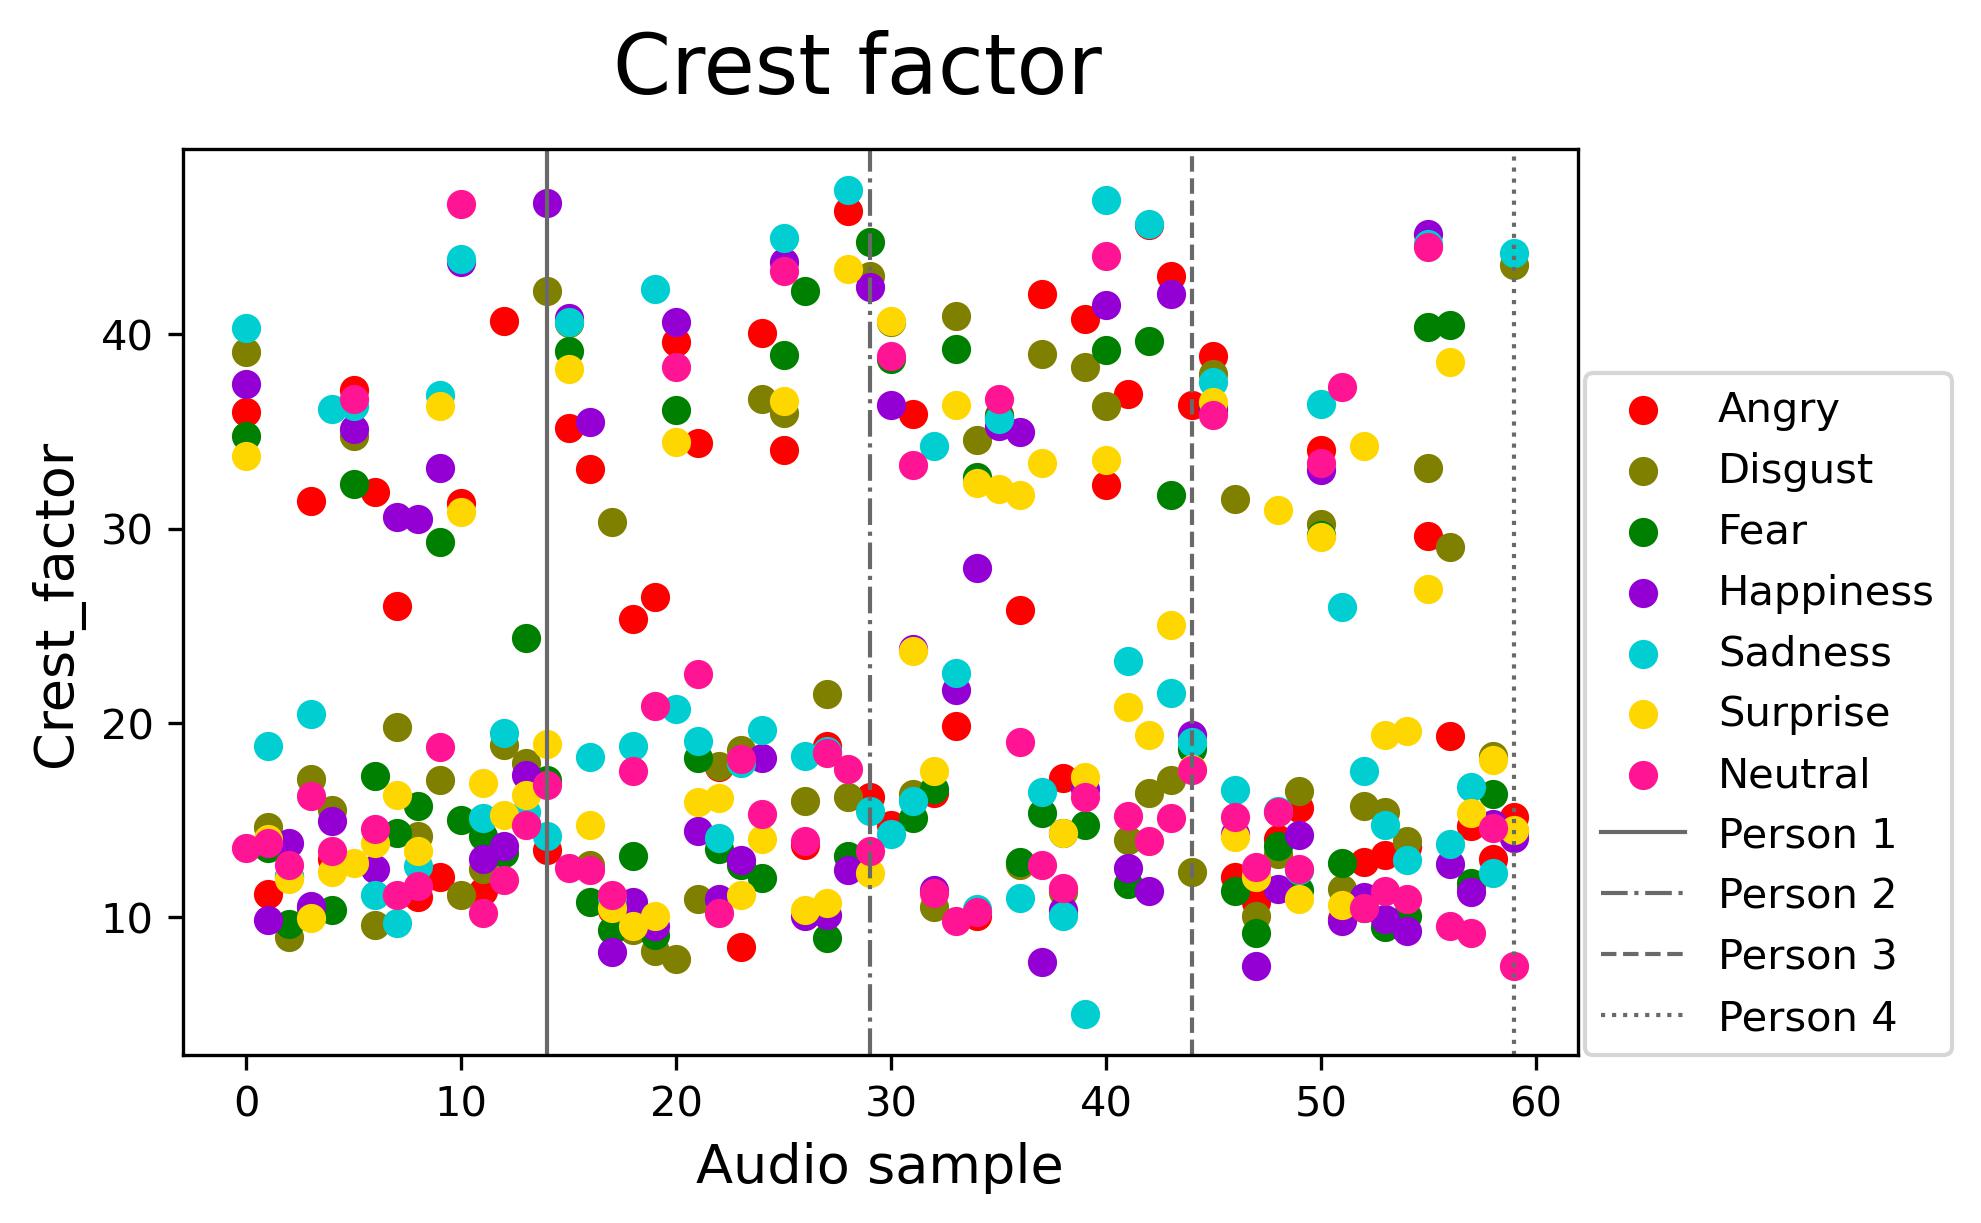 Crest factor
Crest_factor
40
30
20
10
0 10 20 30 40 50 60
Audio sample
Angry
Disgust
Fear
Happiness
Sadness
Surprise
Neutral
Person 1
Person 2
Person 3
Person 4